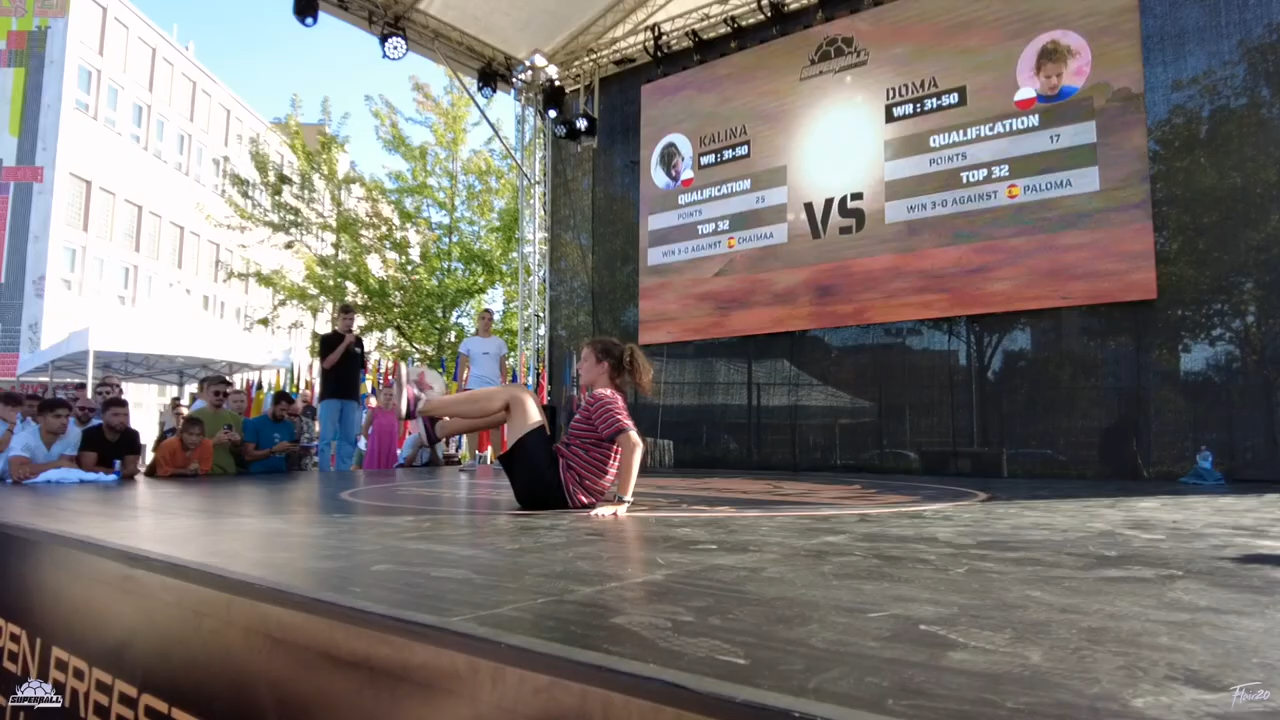 SUPERBALL
KALINA
WR : 31-50
QUALIFICATION
POINTS 25
TOP 32
WIN 3-0 AGAINST CHAIMAA
VS
DOMA
WR : 31-50
QUALIFICATION
POINTS 17
TOP 32
WIN 3-0 AGAINST PALOMA
PEN FREEST
SUPERBALL
Flair20